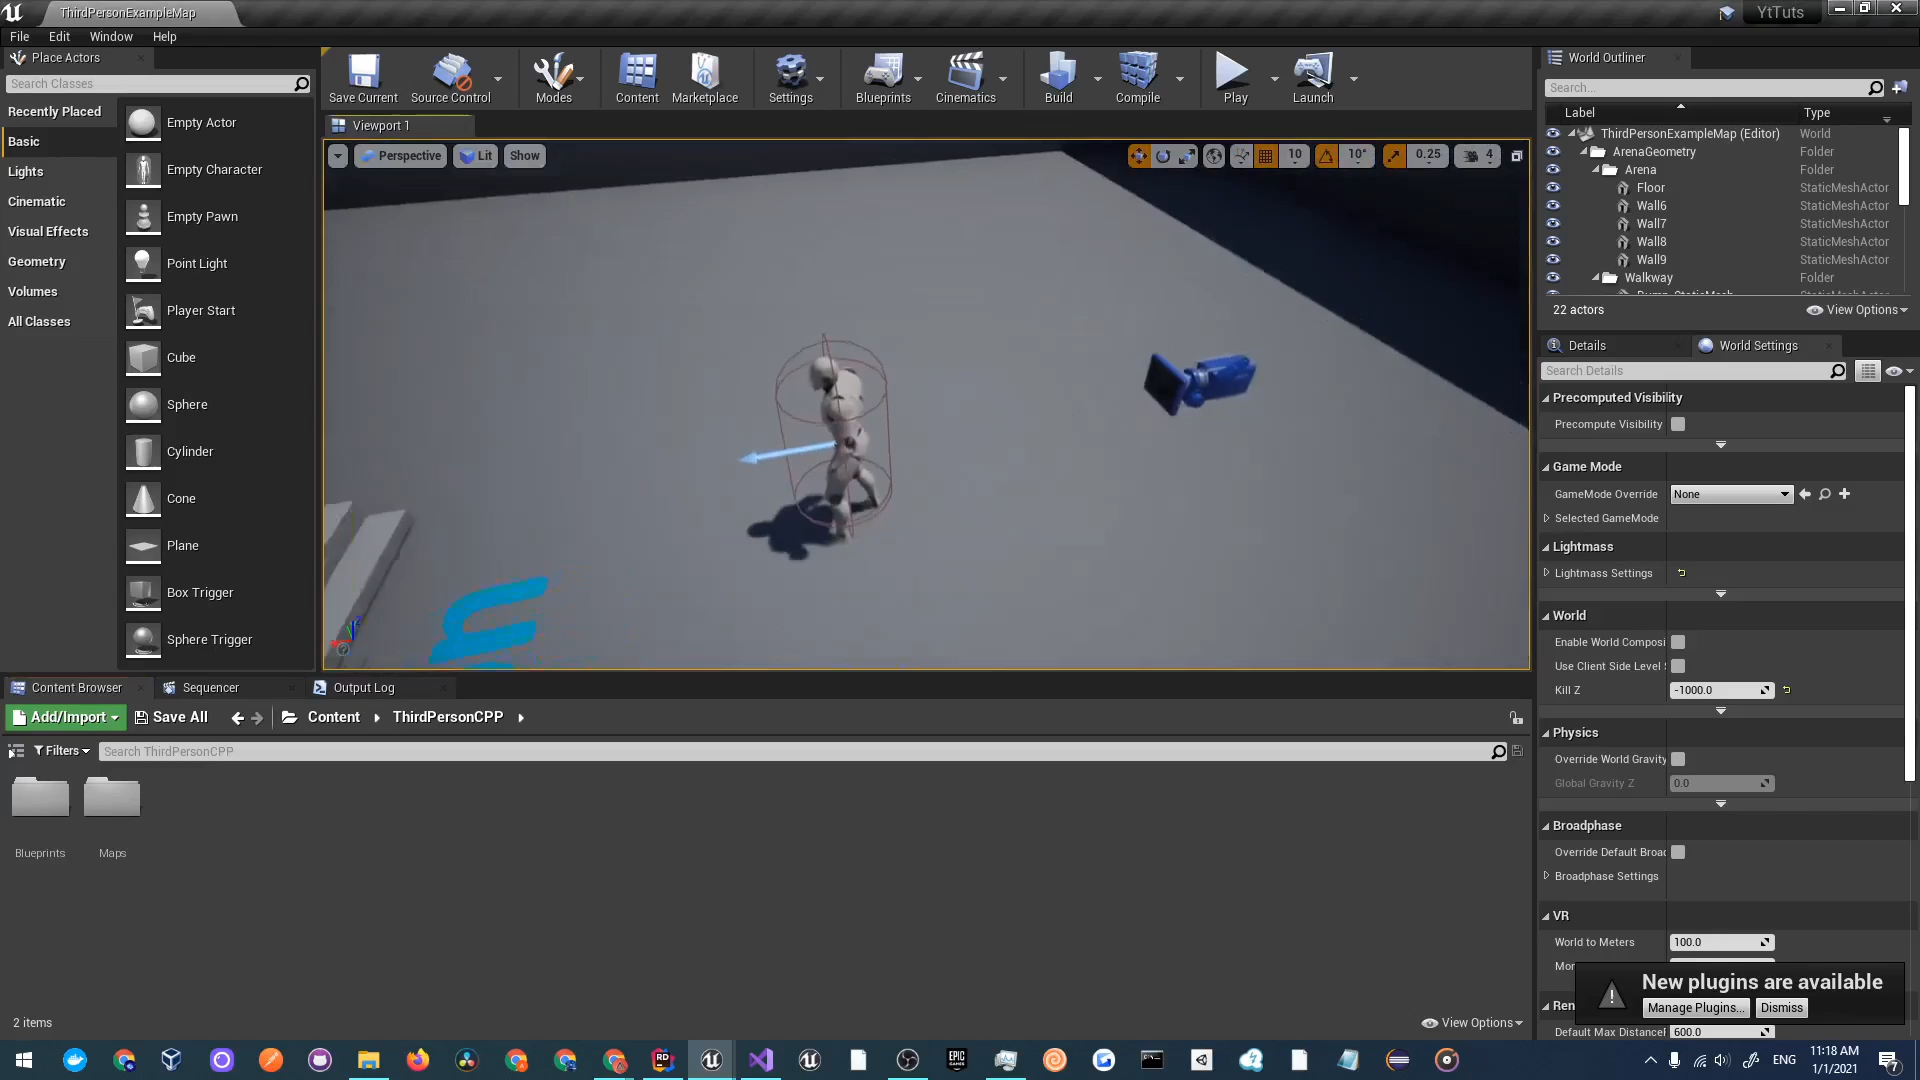 ThirdPersonExampleMap
YtTuts
File Edit Window Help
Place Actors
Search Classes
Recently Placed
Basic
Lights
Cinematic
Visual Effects
Geometry
Volumes
All Classes
Empty Actor
Empty Character
Empty Pawn
Point Light
Player Start
Cube
Sphere
Cylinder
Cone
Plane
Box Trigger
Sphere Trigger
Save Current Source Control Modes Content Marketplace Settings Blueprints Cinematics Build Compile Play Launch
Viewport 1
Perspective Lit Show
10 10° 0.25 4
World Outliner
Search...
Label Type
ThirdPersonExampleMap (Editor) World
ArenaGeometry Folder
Arena Folder
Floor StaticMeshActor
Wall6 StaticMeshActor
Wall7 StaticMeshActor
Wall8 StaticMeshActor
Wall9 StaticMeshActor
Walkway Folder
22 actors View Options
Details World Settings
Search Details
Precomputed Visibility
Precompute Visibility
Game Mode
GameMode Override None
Selected GameMode
Lightmass
Lightmass Settings
World
Enable World Composi
Use Client Side Level
Kill Z -1000.0
Physics
Override World Gravity
Global Gravity Z 0.0
Broadphase
Override Default Broad
Broadphase Settings
VR
World to Meters 100.0
Mon
New plugins are available
Manage Plugins... Dismiss
Ren
Default Max DistanceF 600.0
Content Browser Sequencer Output Log
Add/Import Save All Content ThirdPersonCPP
Filters Search ThirdPersonCPP
Blueprints Maps
2 items View Options
RD
EPIC GAMES
ENG
11:18 AM
1/1/2021
7